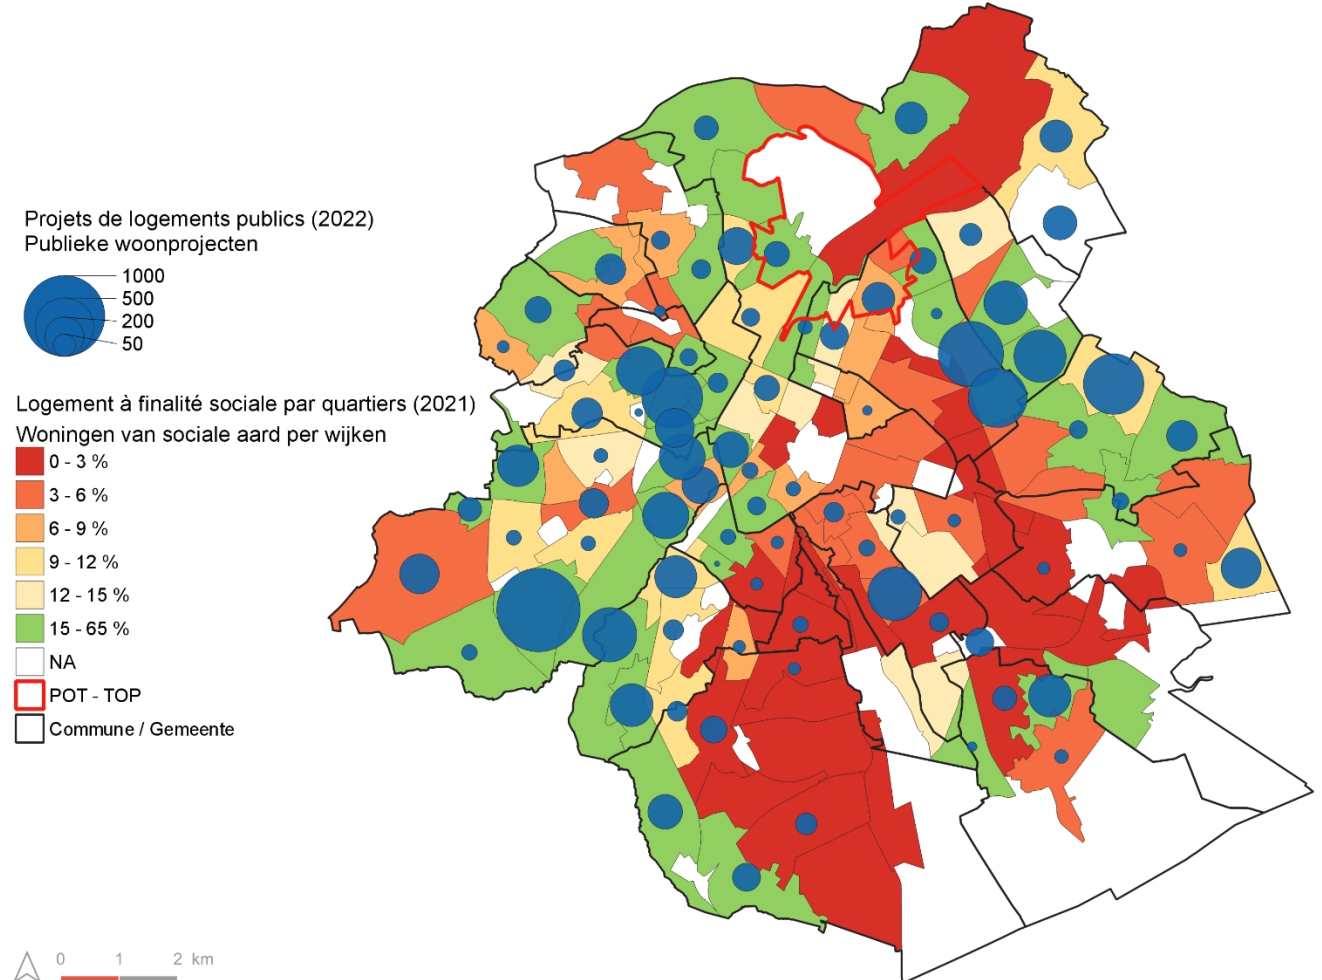 Projets de logements publics (2022)
Publieke woonprojecten
1000
500
200
50
Logement à finalité sociale par quartiers (2021)
Woningen van sociale aard per wijken
0 - 3 %
3 - 6 %
6 - 9 %
9 - 12 %
12 - 15 %
15 - 65 %
NA
POT - TOP
Commune / Gemeente
0 1 2 km